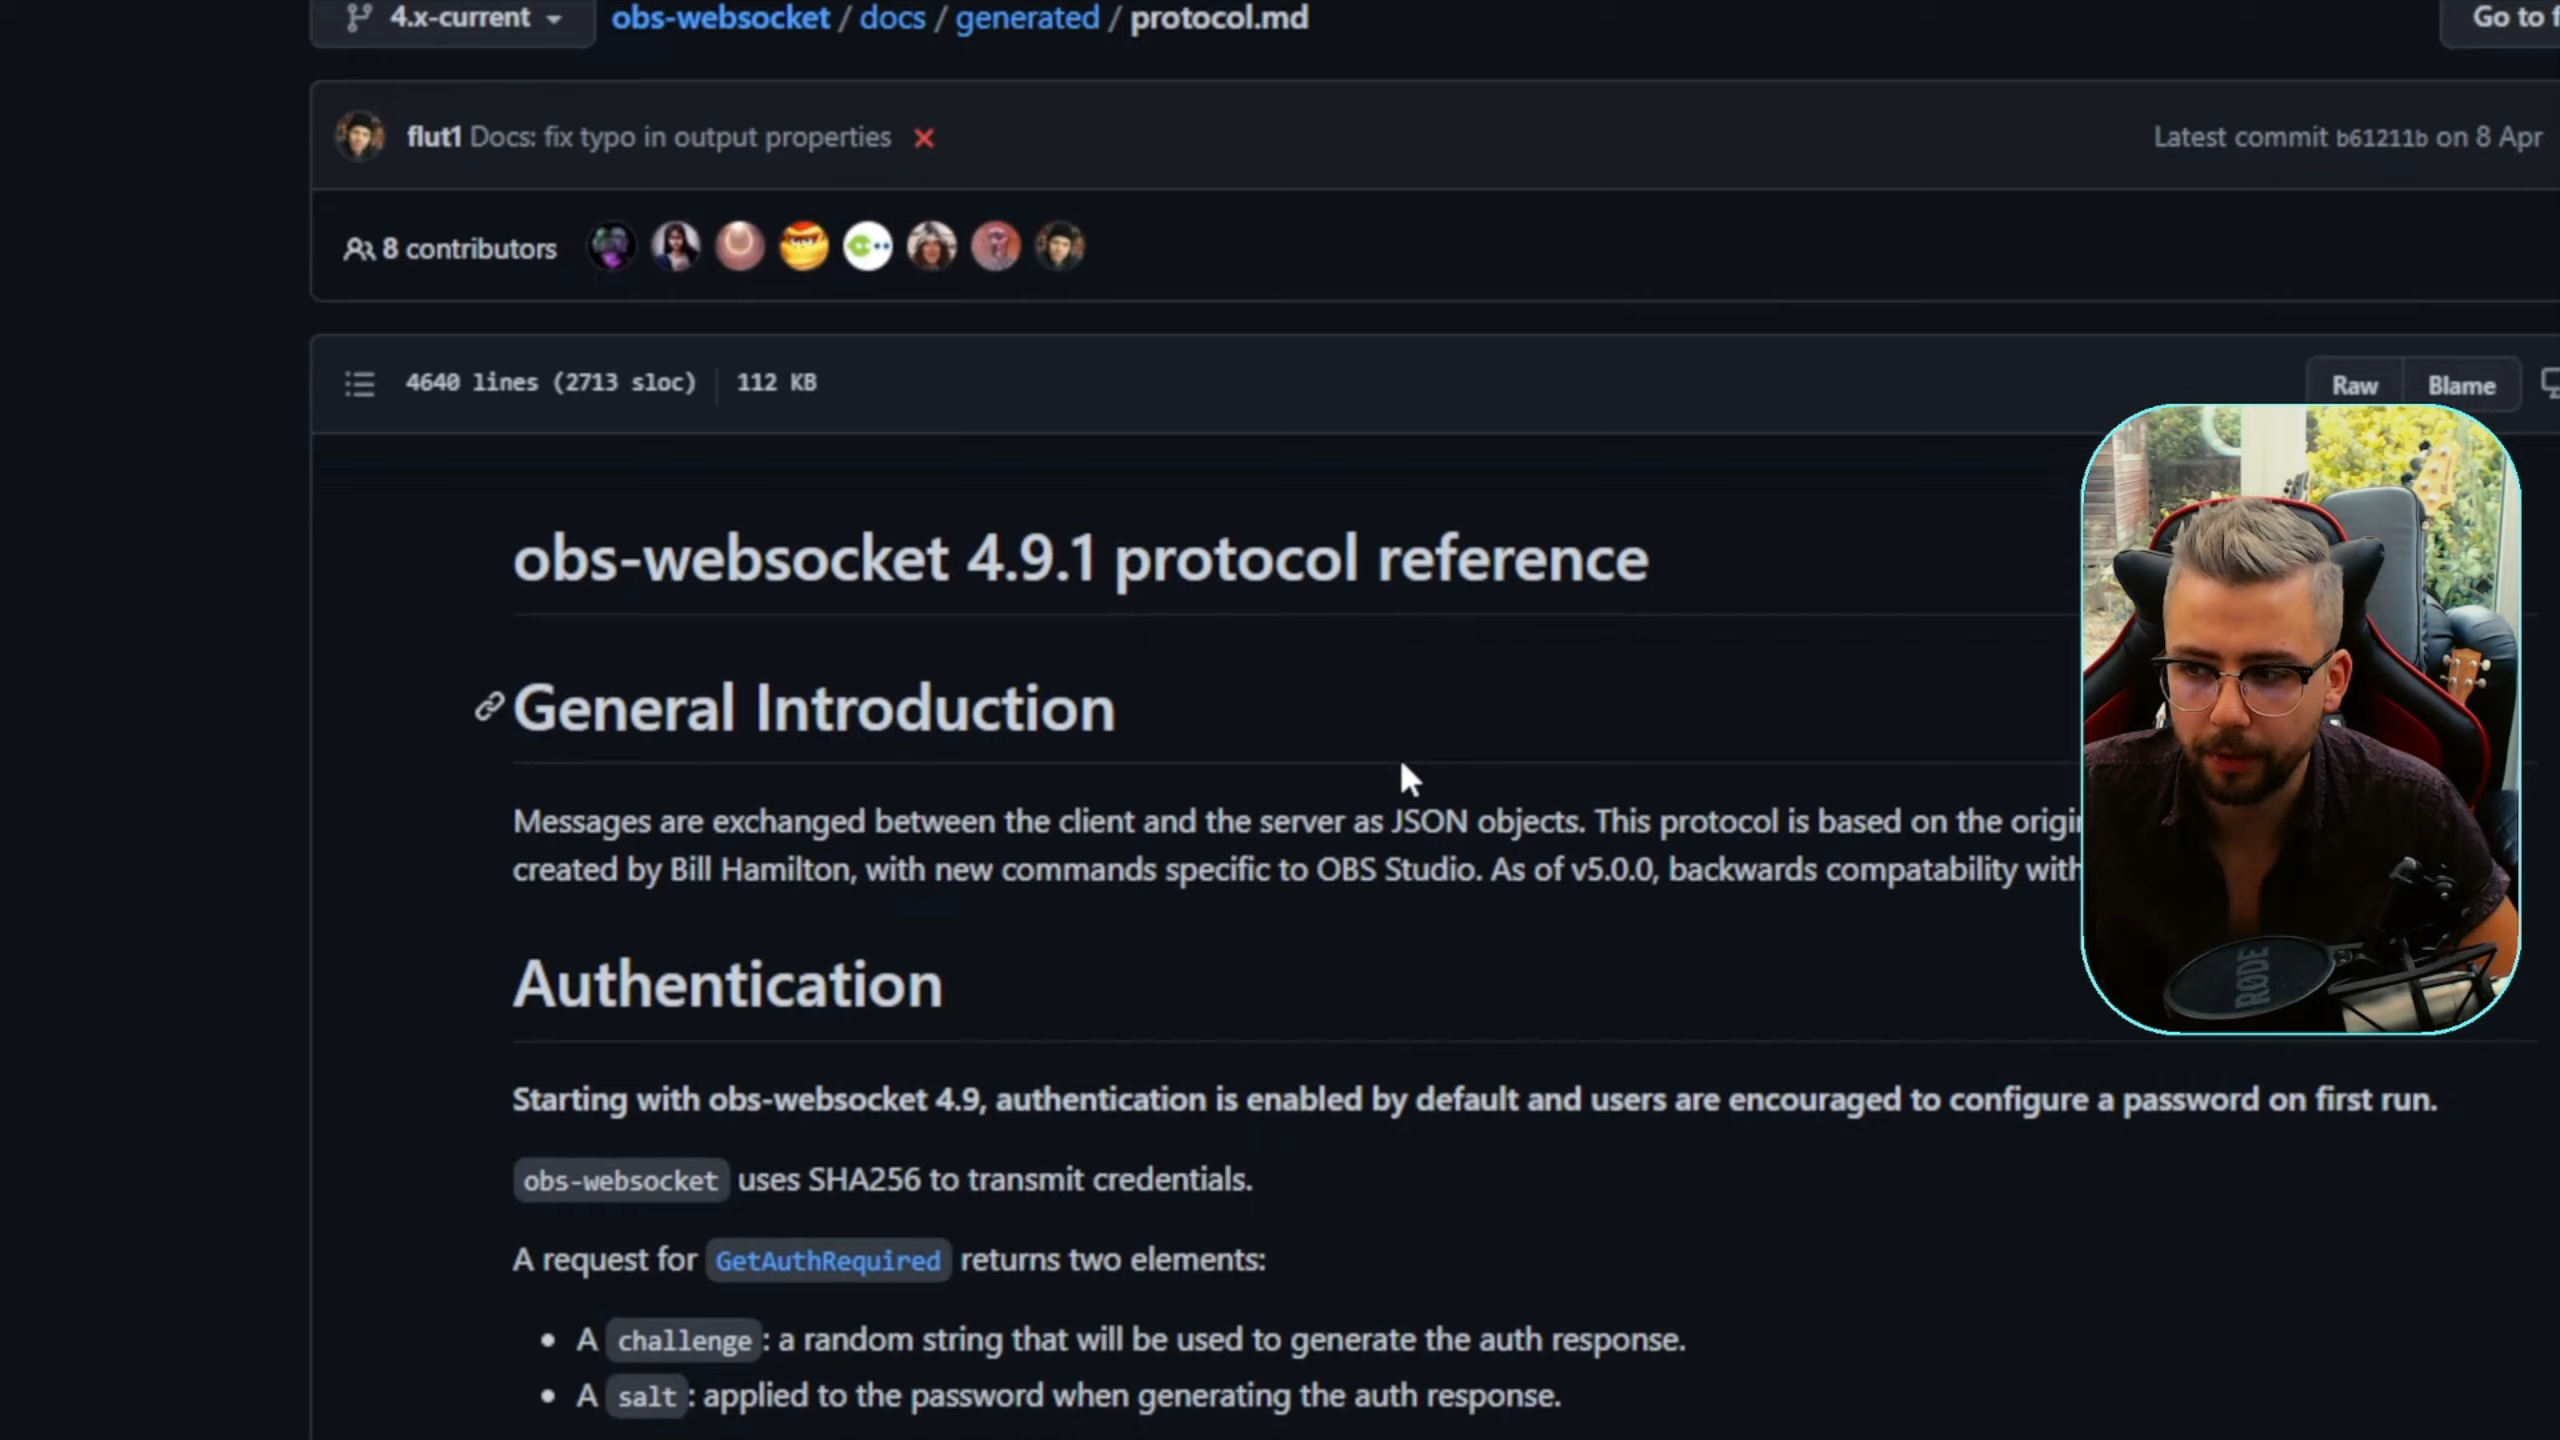 4.x-current obs-websocket / docs / generated / protocol.md Go to
flut1 Docs: fix typo in output properties Latest commit b61211b on 8 Apr
8 contributors
4640 lines (2713 sloc) 112 KB Raw Blame
obs-websocket 4.9.1 protocol reference
General Introduction
Messages are exchanged between the client and the server as JSON objects. This protocol is based on the
created by Bill Hamilton, with new commands specific to OBS Studio. As of v5.0.0, backwards compatability with
Authentication
Starting with obs-websocket 4.9, authentication is enabled by default and users are encouraged to configure a password on first run.
obs-websocket uses SHA256 to transmit credentials.
A request for GetAuthRequired returns two elements:
• A challenge: a random string that will be used to generate the auth response.
• A salt: applied to the password when generating the auth response.
RØDE